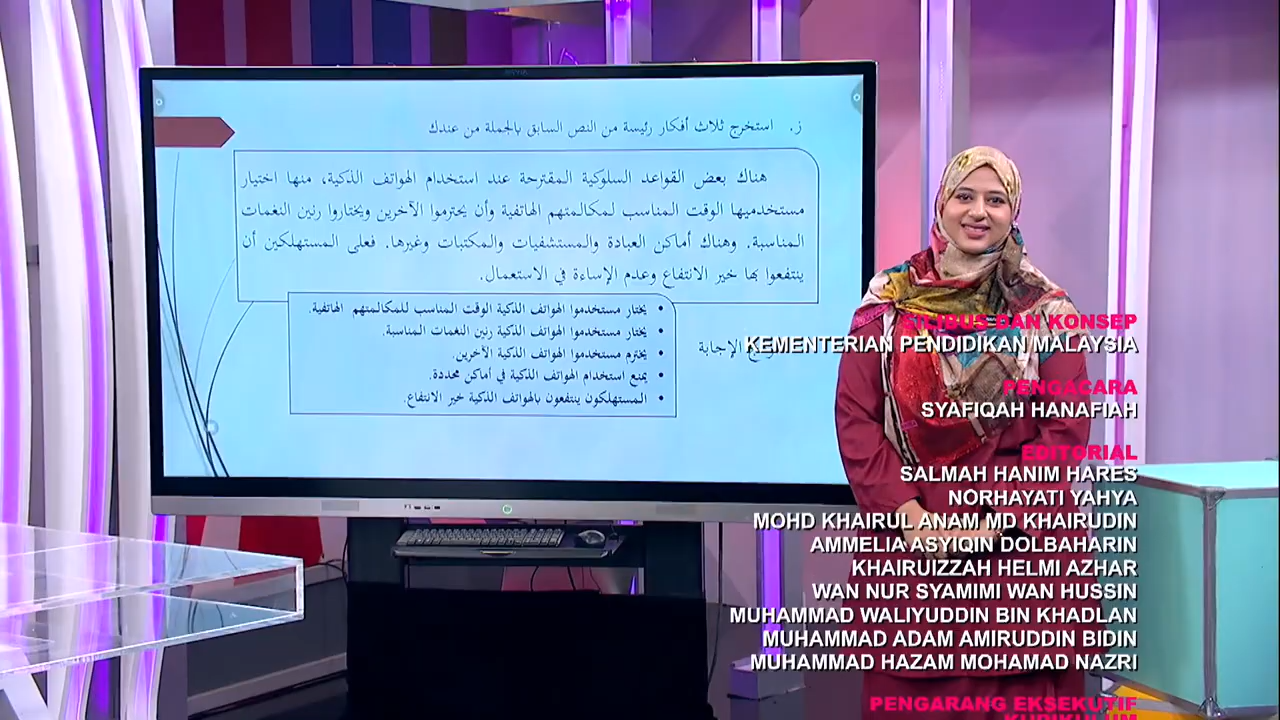 ز. استخرج ثلاث أفكار رئيسة من النص السابق بالجملة من عندك
هناك بعض القواعد السلوكية المقترحة عند استخدام الهواتف الذكية، منها اختيار
مستخدميها الوقت المناسب لمكالمتهم الهاتفية وأن يحترموا الآخرين ويختاروا رنين النغمات
المناسبة. وهناك أماكن العبادة والمستشفيات والمكتبات وغيرها. فعلى المستهلكين أن
ينتفعوا بها خير الانتفاع وعدم الإساءة في الاستعمال.
• يختار مستخدموا الهواتف الذكية الوقت المناسب للمكالمتهم الهاتفية.
• يختار مستخدموا الهواتف الذكية رنين النغمات المناسبة.
• يحترم مستخدموا الهواتف الذكية الآخرين.
• يمنع استخدام الهواتف الذكية في أماكن محددة.
• المستهلكون ينتفعون بالهواتف الذكية خير الانتفاع.
الإجابة
SILIBUS DAN KONSEP
KEMENTERIAN PENDIDIKAN MALAYSIA
PENGACARA
SYAFIQAH HANAFIAH
EDITORIAL
SALMAH HANIM HARES
NORHAYATI YAHYA
MOHD KHAIRUL ANAM MD KHAIRUDIN
AMMELIA ASYIQIN DOLBAHARIN
KHAIRUIZZAH HELMI AZHAR
WAN NUR SYAMIMI WAN HUSSIN
MUHAMMAD WALIYUDDIN BIN KHADLAN
MUHAMMAD ADAM AMIRUDDIN BIDIN
MUHAMMAD HAZAM MOHAMAD NAZRI
PENGARANG EKSEKUTIF
KURIKULUM